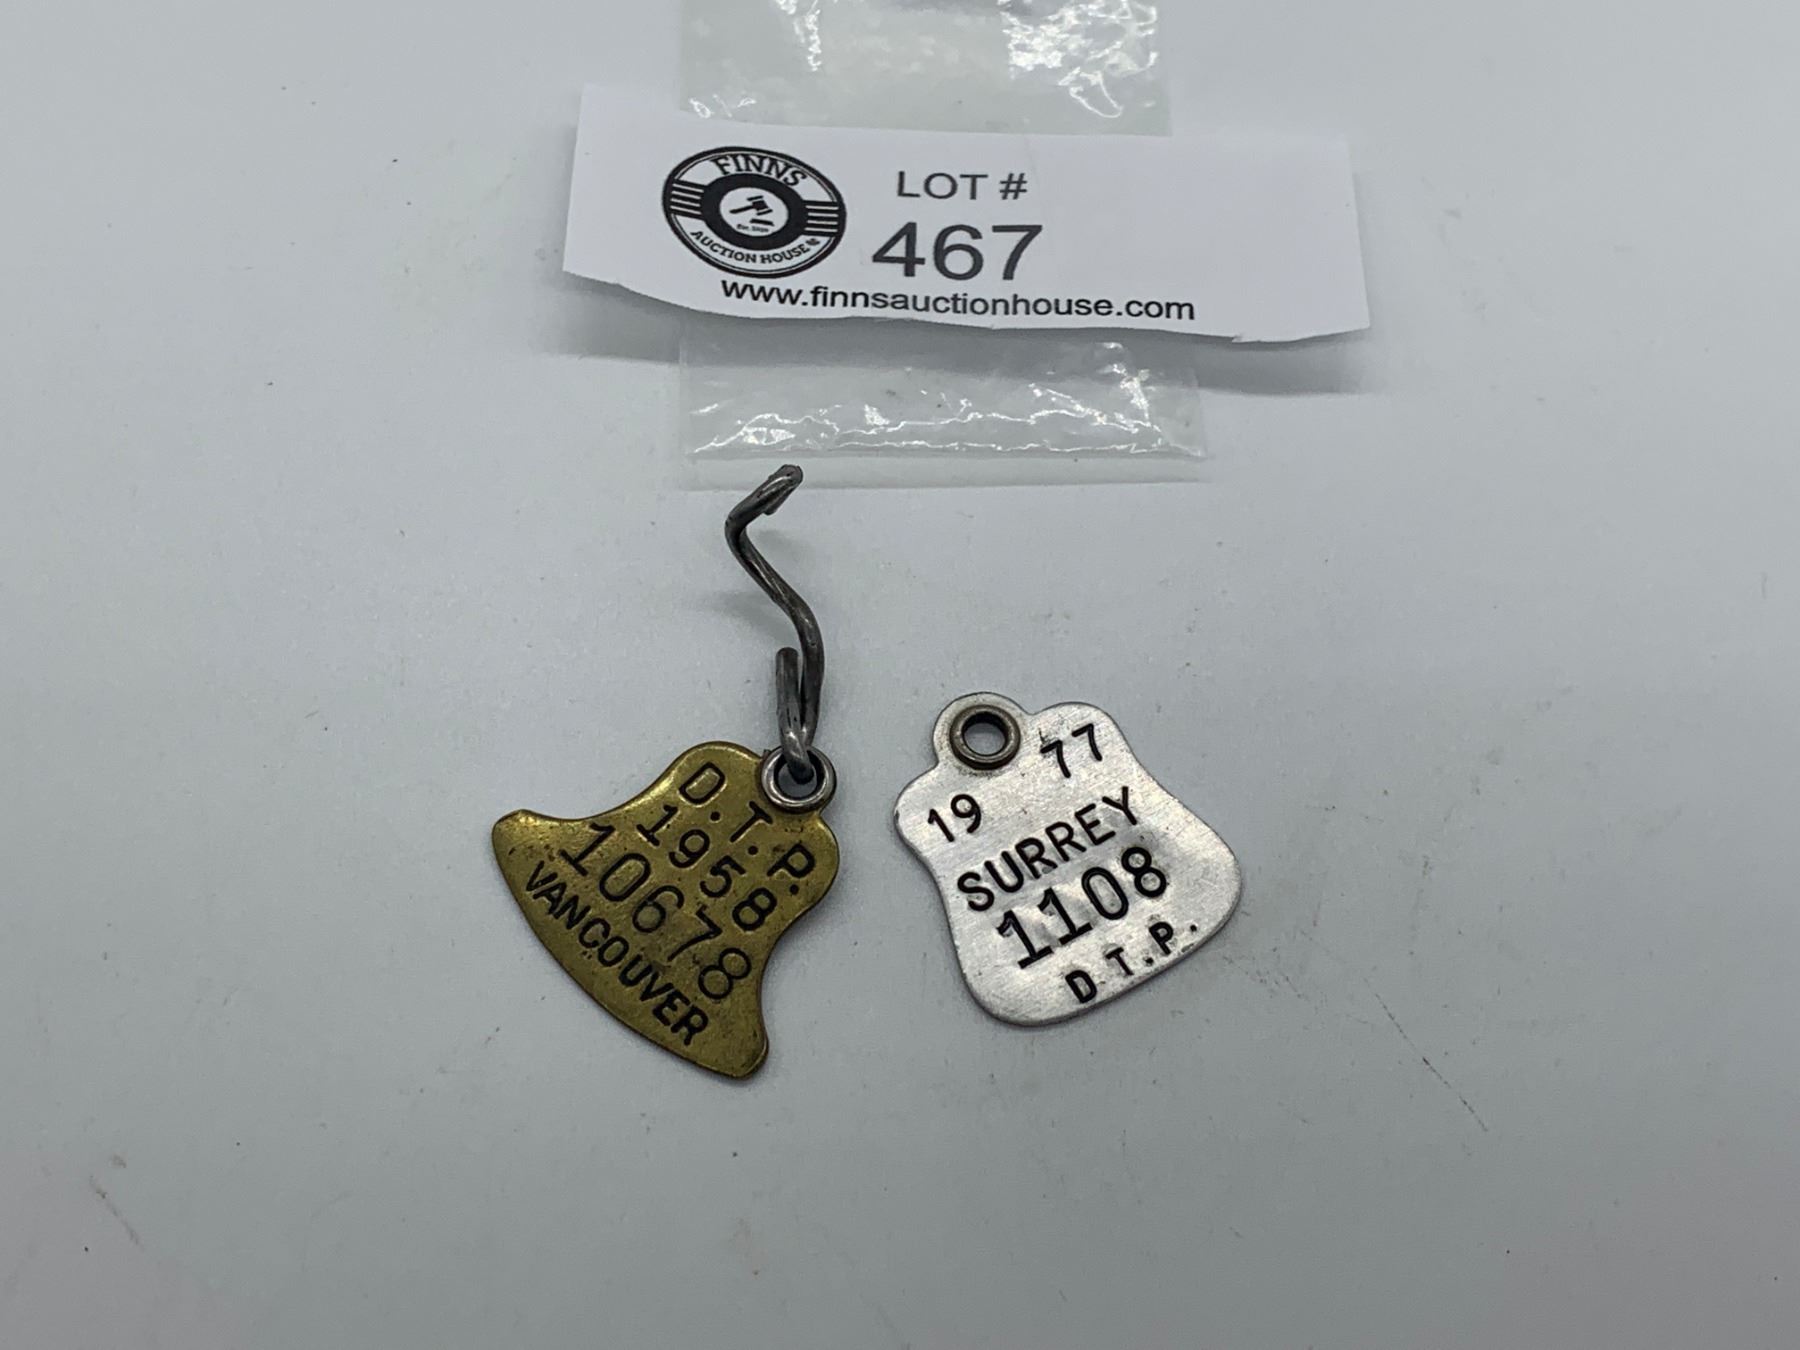 FINNS
AUCTION HOUSE
LOT #
467
www.finnsauctionhouse.com
D.T.P.
1958
10678
VANCOUVER
19 77
SURREY
1108
D.T.P.